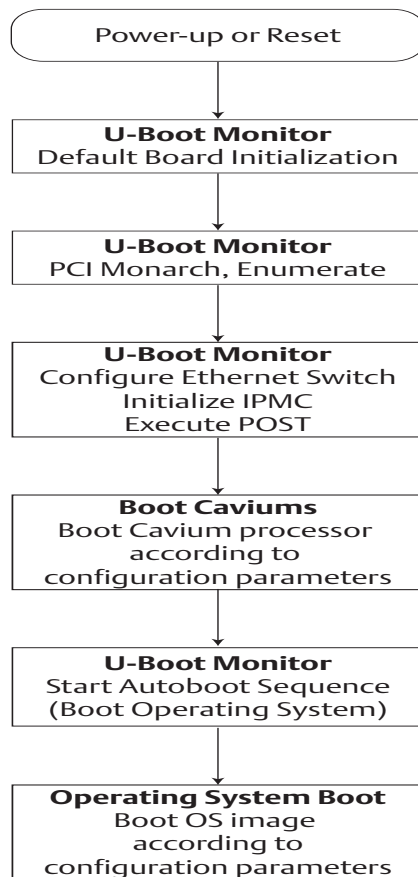 Power-up or Reset
U-Boot Monitor
Default Board Initialization
U-Boot Monitor
PCI Monarch, Enumerate
U-Boot Monitor
Configure Ethernet Switch
Initialize IPMC
Execute POST
Boot Caviums
Boot Cavium processor
according to
configuration parameters
U-Boot Monitor
Start Autoboot Sequence
(Boot Operating System)
Operating System Boot
Boot OS image
according to
configuration parameters